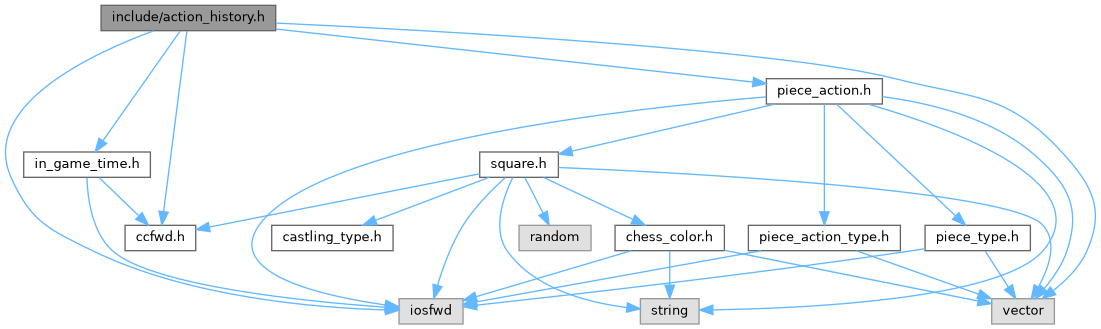 include/action_history.h
piece_action.h
in_game_time.h
square.h
ccfwd.h
castling_type.h
random
chess_color.h
piece_action_type.h
piece_type.h
iosfwd
string
vector